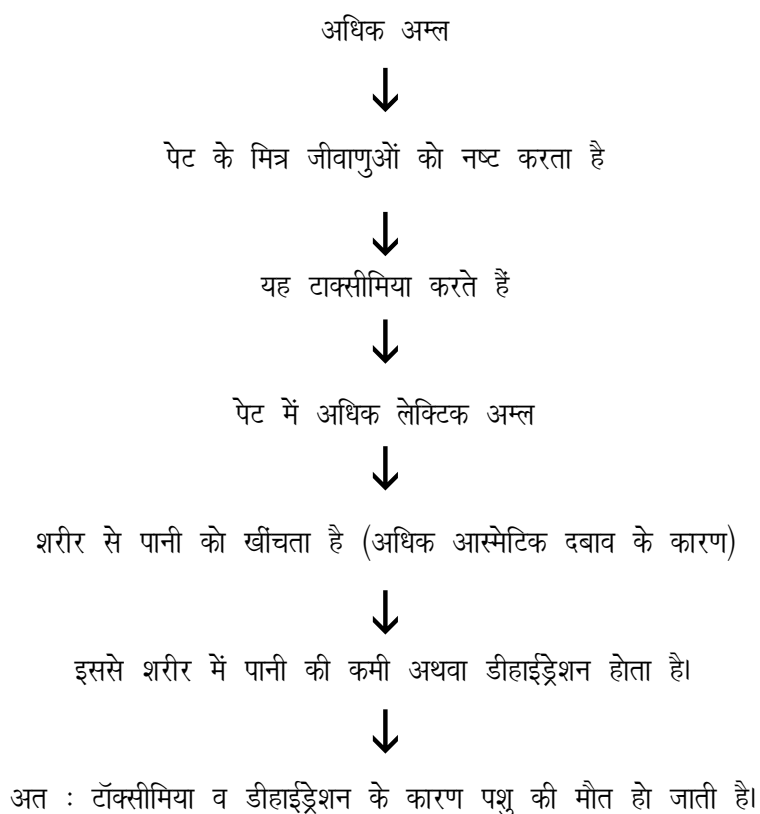 अधिक अम्ल
पेट के मित्र जीवाणुओं को नष्ट करता है
यह टाक्सीमिया करते हैं
पेट में अधिक लेक्टिक अम्ल
शरीर से पानी को खींचता है (अधिक आस्मेटिक दबाव के कारण)
इससे शरीर में पानी की कमी अथवा डीहाईड्रेशन होता है।
अत : टॉक्सीमिया व डीहाईड्रेशन के कारण पशु की मौत हो जाती है।